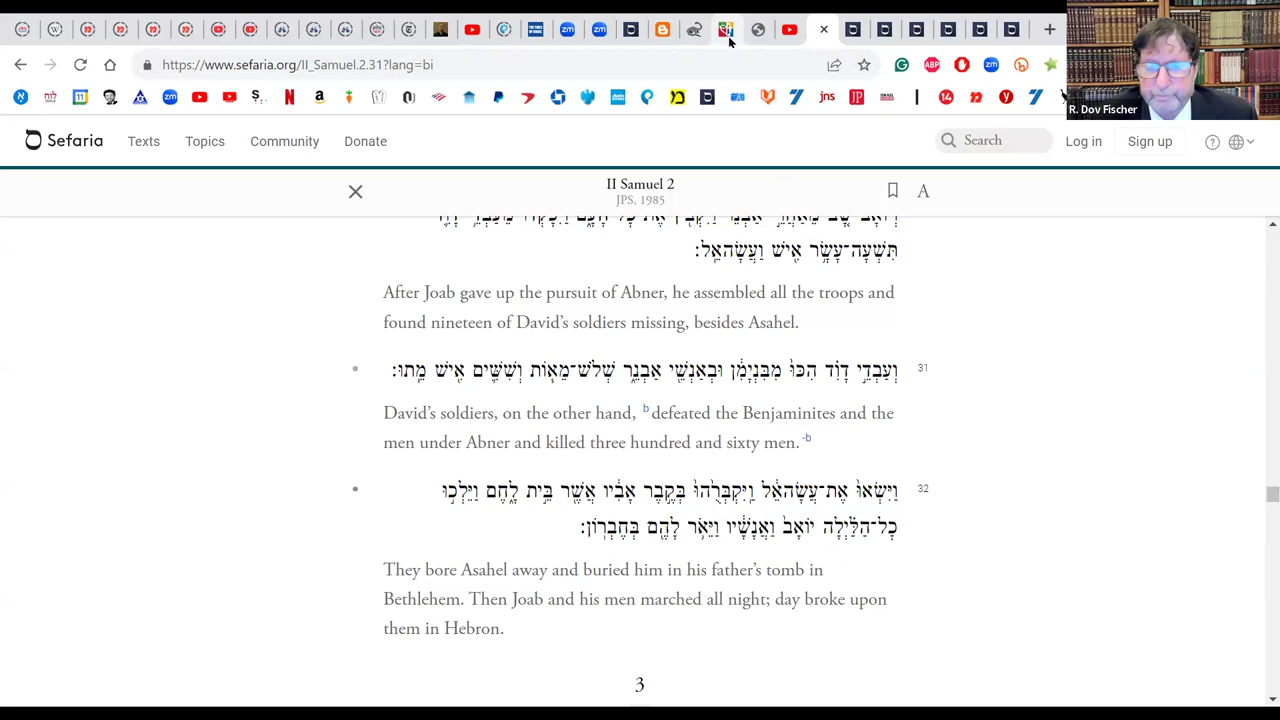 https://www.sefaria.org/II_Samuel.2.31?lang=bi
R. Dov Fischer
Sefaria Texts Topics Community Donate Search Log in Sign up
II Samuel 2
JPS, 1985
תִּשְׁעָה־עָשָׂ֥ר אִ֖ישׁ וַעֲשָׂהאֵֽל׃
After Joab gave up the pursuit of Abner, he assembled all the troops and
found nineteen of David’s soldiers missing, besides Asahel.
וְעַבְדֵ֣י דָוִ֗ד הִכּוּ֙ מִבִּנְיָמִ֔ן וּבְאַנְשֵׁ֖י אַבְנֵ֑ר שְׁלֹשׁ־מֵא֧וֹת וְשִׁשִּׁ֛ים אִ֖ישׁ מֵֽתוּ׃ 31
David’s soldiers, on the other hand, b defeated the Benjaminites and the
men under Abner and killed three hundred and sixty men. -b
וַיִּשְׂאוּ֙ אֶת־עֲשָׂהאֵ֔ל וַֽיִּקְבְּרֻ֙הוּ֙ בְּקֶ֣בֶר אָבִ֔יו אֲשֶׁ֖ר בֵּ֣ית לָ֑חֶם וַיֵּלְכ֣וּ 32
כׇל־הַלַּ֗יְלָה יוֹאָב֙ וַאֲנָשָׁ֔יו וַיֵּאֹ֥ר לָהֶ֖ם בְּחֶבְרֽוֹן׃
They bore Asahel away and buried him in his father’s tomb in
Bethlehem. Then Joab and his men marched all night; day broke upon
them in Hebron.
3